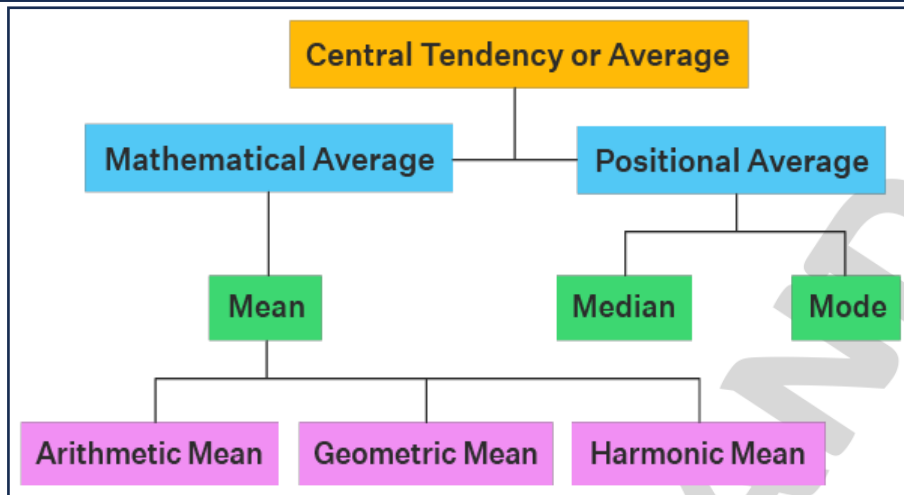 Central Tendency or Average
Mathematical Average
Positional Average
Mean
Median
Mode
Arithmetic Mean
Geometric Mean
Harmonic Mean